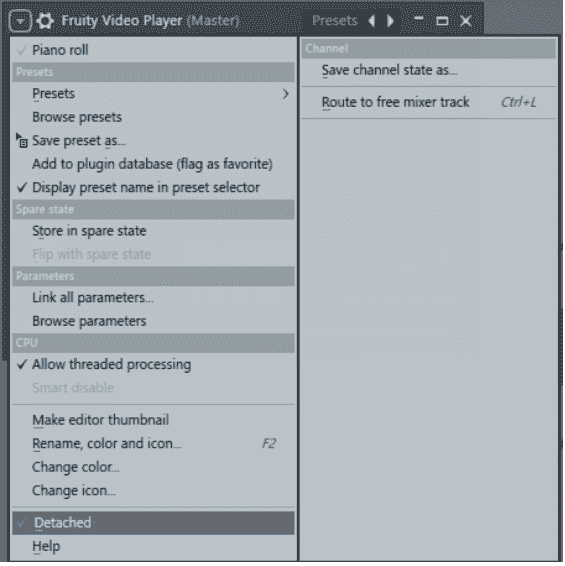 Fruity Video Player (Master) Presets
Piano roll
Presets
Presets
Browse presets
Save preset as...
Add to plugin database (flag as favorite)
Display preset name in preset selector
Spare state
Store in spare state
Flip with spare state
Parameters
Link all parameters...
Browse parameters
CPU
Allow threaded processing
Smart disable
Make editor thumbnail
Rename, color and icon... F2
Change color...
Change icon...
Detached
Help
Channel
Save channel state as...
Route to free mixer track Ctrl+L